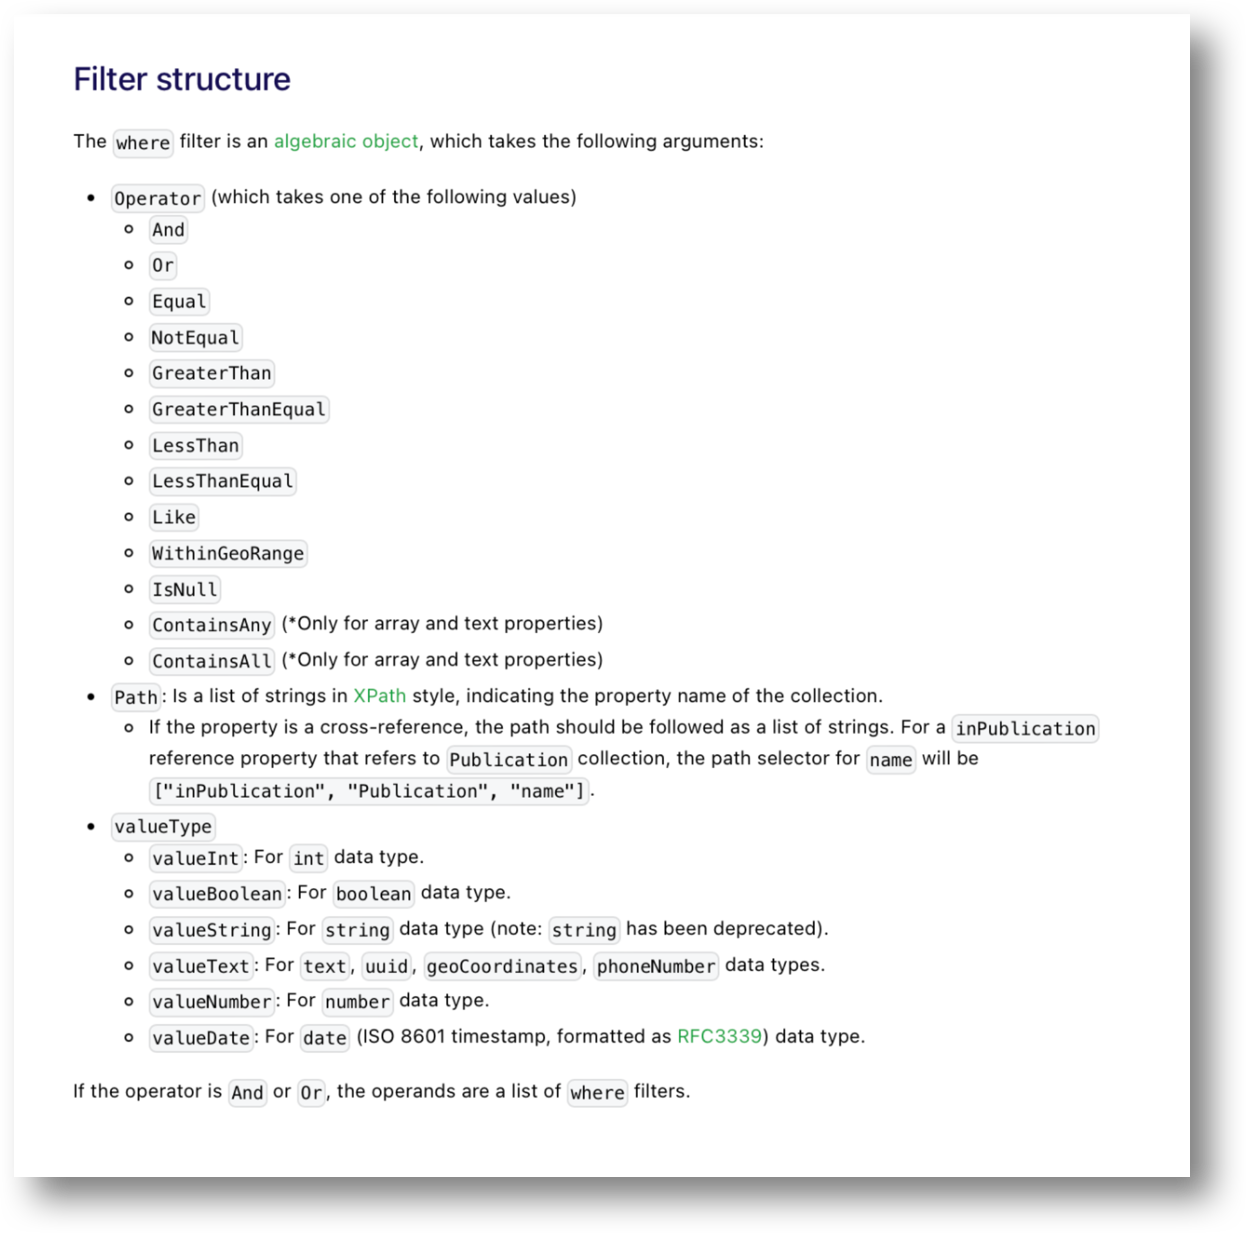 Filter structure
The where filter is an algebraic object, which takes the following arguments:
Operator (which takes one of the following values)
And
Or
Equal
NotEqual
GreaterThan
GreaterThanEqual
LessThan
LessThanEqual
Like
WithinGeoRange
IsNull
ContainsAny (*Only for array and text properties)
ContainsAll (*Only for array and text properties)
Path: Is a list of strings in XPath style, indicating the property name of the collection.
If the property is a cross-reference, the path should be followed as a list of strings. For a inPublication
reference property that refers to Publication collection, the path selector for name will be
["inPublication", "Publication", "name"].
valueType
valueInt: For int data type.
valueBoolean: For boolean data type.
valueString: For string data type (note: string has been deprecated).
valueText: For text, uuid, geoCoordinates, phoneNumber data types.
valueNumber: For number data type.
valueDate: For date (ISO 8601 timestamp, formatted as RFC3339) data type.
If the operator is And or Or, the operands are a list of where filters.